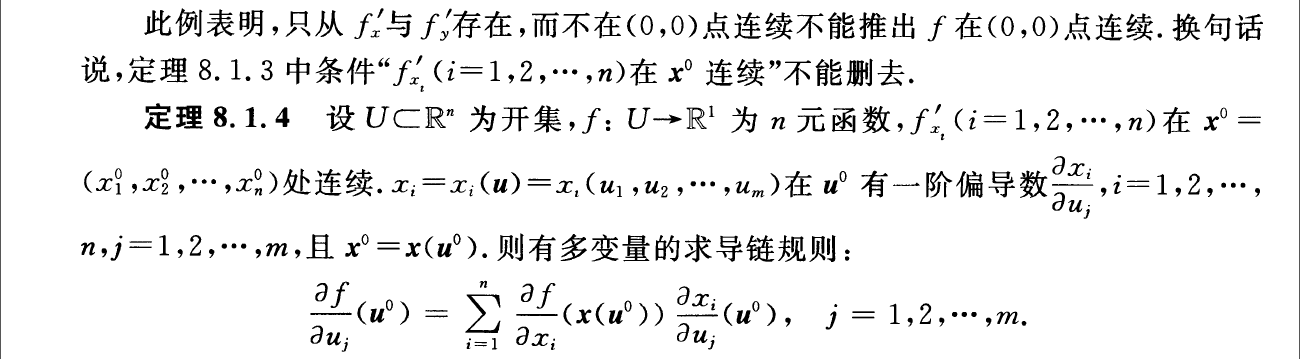 此例表明,只从 $f'_x$与 $f'_y$存在,而不在(0,0)点连续不能推出 $f$ 在(0,0)点连续.换句话
说,定理 8.1.3 中条件“$f'_{x_i}(i=1,2,\cdots,n)$在 $\boldsymbol{x}^0$ 连续”不能删去.
定理 8.1.4 设 $U\subset\mathbb{R}^n$ 为开集,$f:U\to\mathbb{R}^1$ 为 $n$ 元函数,$f'_{x_i}(i=1,2,\cdots,n)$在 $\boldsymbol{x}^0=$
$(x_1^0,x_2^0,\cdots,x_n^0)$处连续.$x_i=x_i(\boldsymbol{u})=x_i(u_1,u_2,\cdots,u_m)$在 $\boldsymbol{u}^0$ 有一阶偏导数$\frac{\partial x_i}{\partial u_j},i=1,2,\cdots,$
$n,j=1,2,\cdots,m$,且 $\boldsymbol{x}^0=\boldsymbol{x}(\boldsymbol{u}^0)$.则有多变量的求导链规则:
$\frac{\partial f}{\partial u_j}(\boldsymbol{u}^0)=\sum_{i=1}^{n}\frac{\partial f}{\partial x_i}(\boldsymbol{x}(\boldsymbol{u}^0))\frac{\partial x_i}{\partial u_j}(\boldsymbol{u}^0),\quad j=1,2,\cdots,m.$